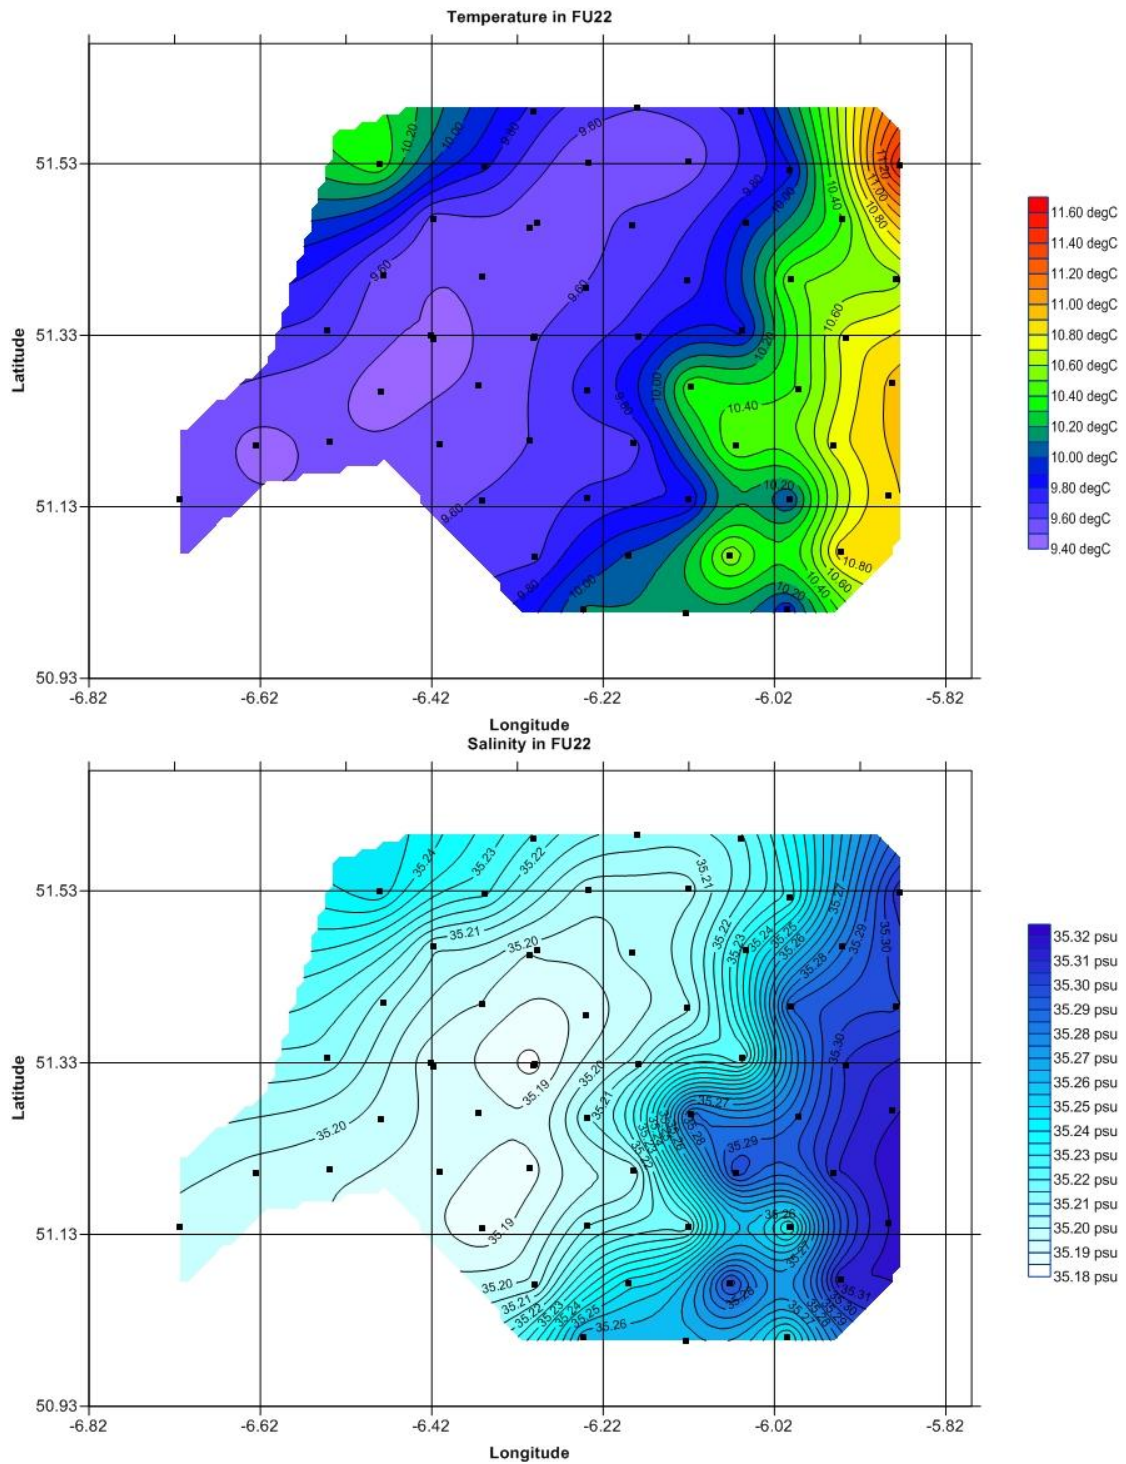 Temperature in FU22
51.53
51.33
51.13
50.93
Latitude
-6.82 -6.62 -6.42 -6.22 -6.02 -5.82
Longitude
10.20
10.00
9.80
9.60
9.80
10.00
10.40
11.20
11.00
10.80
9.60
9.60
10.60
10.20
10.00
9.80
10.40
9.60
10.20
9.80
10.00
10.80
10.60
10.40
10.20
11.60 degC
11.40 degC
11.20 degC
11.00 degC
10.80 degC
10.60 degC
10.40 degC
10.20 degC
10.00 degC
9.80 degC
9.60 degC
9.40 degC
Salinity in FU22
51.53
51.33
51.13
50.93
Latitude
-6.82 -6.62 -6.42 -6.22 -6.02 -5.82
Longitude
35.24
35.23
35.22
35.21
35.27
35.21
35.20
35.22
35.23
35.24
35.25
35.26
35.28
35.29
35.30
35.30
35.20
35.19
35.21
35.27
35.20
35.28
35.29
35.22
35.26
35.19
35.27
35.20
35.21
35.22
35.23
35.24
35.25
35.26
35.28
35.31
35.27
35.32 psu
35.31 psu
35.30 psu
35.29 psu
35.28 psu
35.27 psu
35.26 psu
35.25 psu
35.24 psu
35.23 psu
35.22 psu
35.21 psu
35.20 psu
35.19 psu
35.18 psu